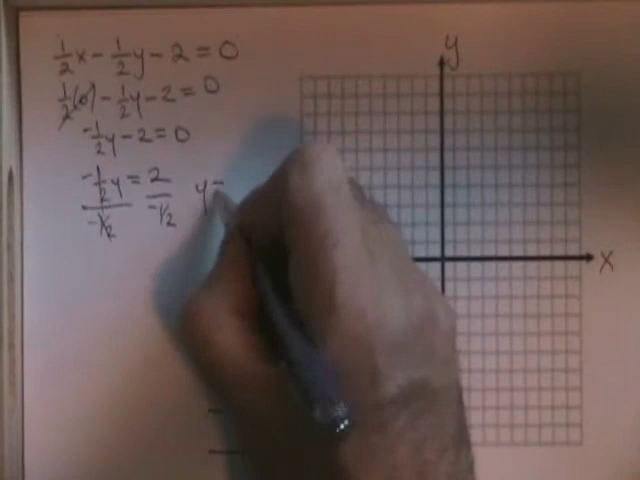 1/2x - 1/2y - 2 = 0
1/2(0) - 1/2y - 2 = 0
-1/2y - 2 = 0
-1/2y = 2 y=
-1/2 -1/2
y
x